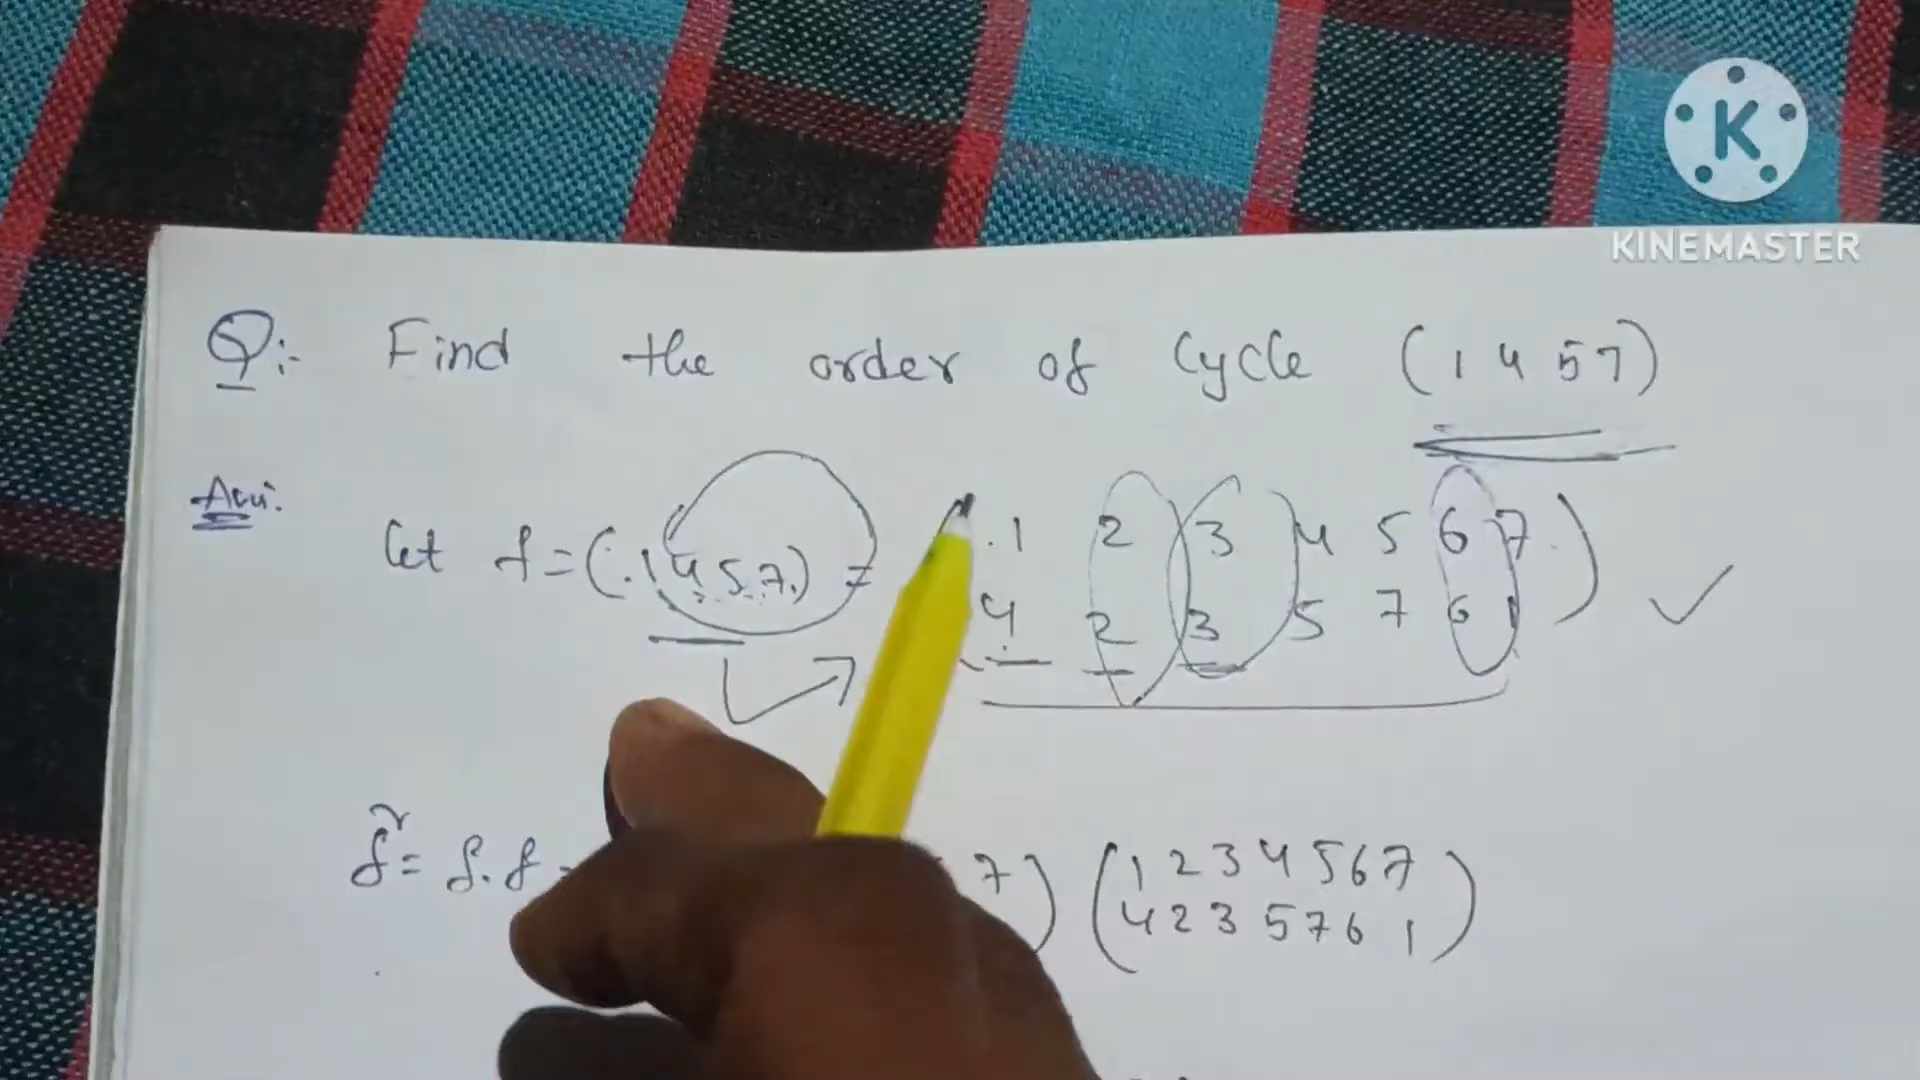 K
KINEMASTER
Q:- Find the order of Cycle (1 4 5 7)
Ans:
Let f = (1 4 5 7) = 1 2 3 4 5 6 7 )
4 2 3 5 7 6 1
f² = f.f = 7 ) ( 1 2 3 4 5 6 7 )
4 2 3 5 7 6 1